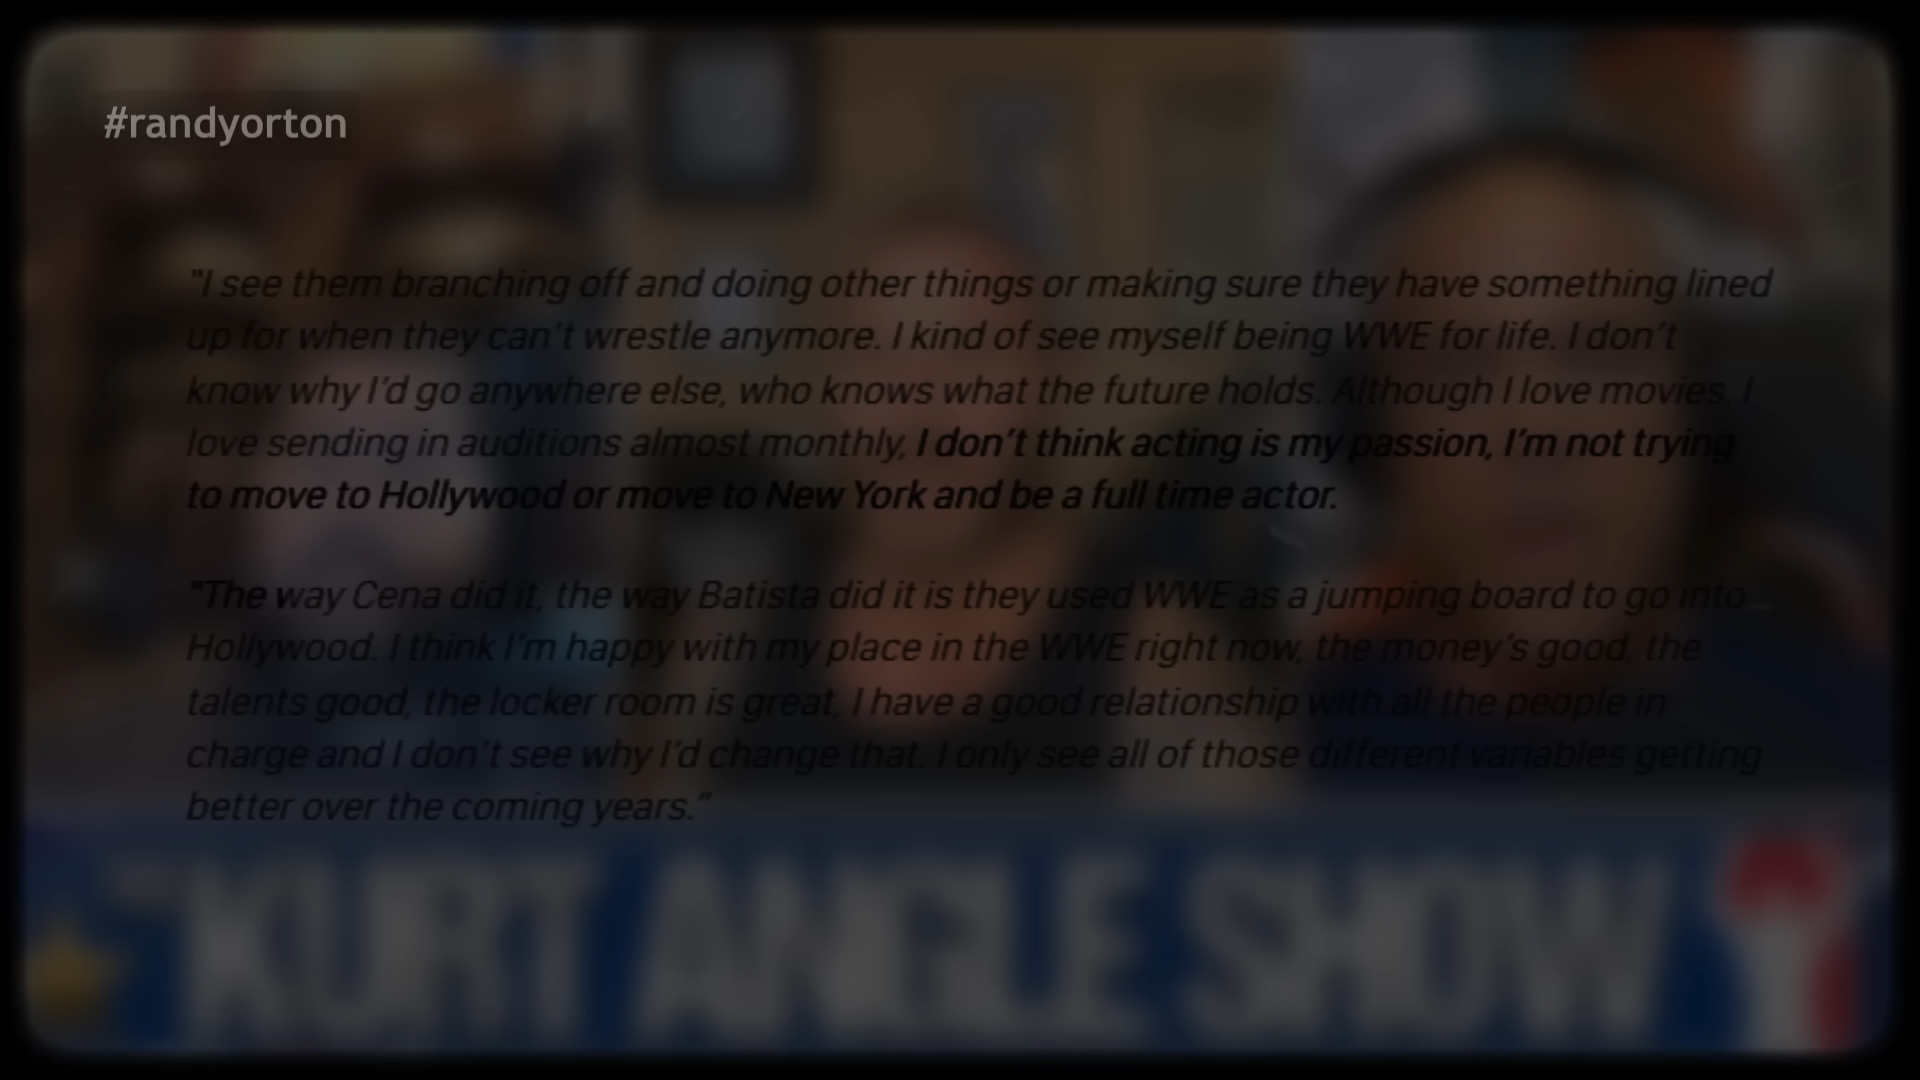 #randyorton
"I see them branching off and doing other things or making sure they have something lined
up for when they can't wrestle anymore. I kind of see myself being WWE for life. I don't
know why I'd go anywhere else, who knows what the future holds. Although I love movies, I
love sending in auditions almost monthly, I don't think acting is my passion, I'm not trying
to move to Hollywood or move to New York and be a full time actor.
"The way Cena did it, the way Batista did it is they used WWE as a jumping board to go into
Hollywood. I think I'm happy with my place in the WWE right now, the money's good, the
talents good, the locker room is great, I have a good relationship with all the people in
charge and I don't see why I'd change that. I only see all of those different variables getting
better over the coming years."
"KURT ANGLE SHOW